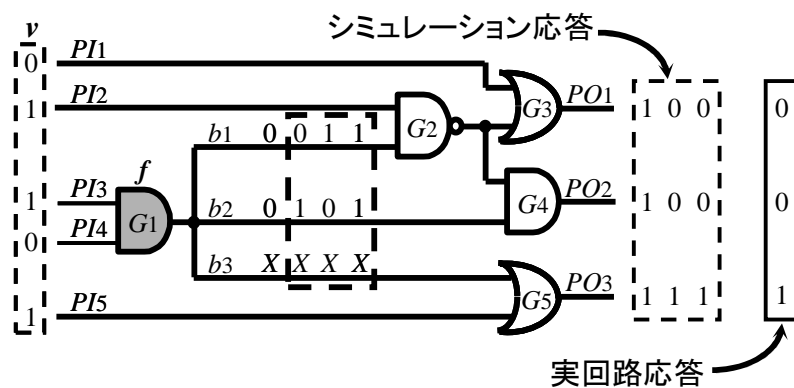 シミュレーション応答
v
0 PI1
1 PI2
G2
G3
PO1
1 0 0
0
b1 0 0 1 1
f
1 PI3
G1
b2 0 1 0 1
G4
PO2
1 0 0
0
0 PI4
b3 X X X X
PO3
1 PI5
G5
1 1 1
1
実回路応答